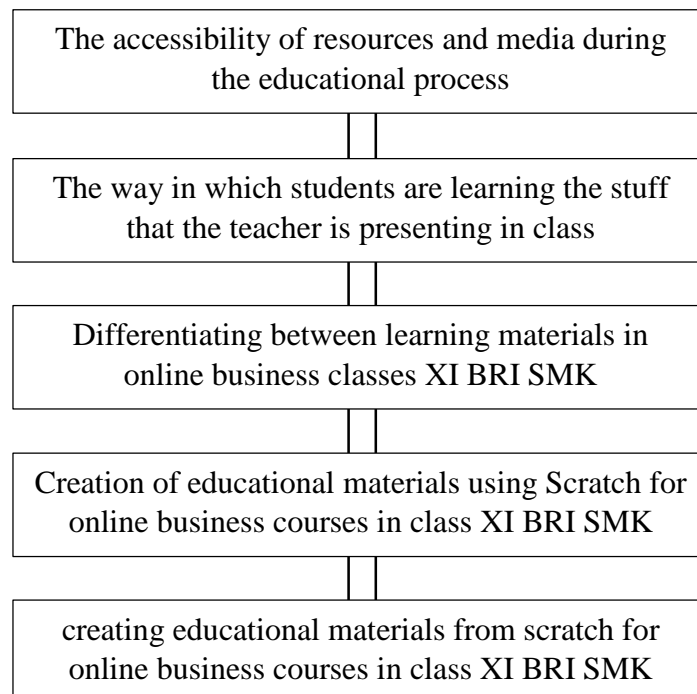 The accessibility of resources and media during
the educational process
The way in which students are learning the stuff
that the teacher is presenting in class
Differentiating between learning materials in
online business classes XI BRI SMK
Creation of educational materials using Scratch for
online business courses in class XI BRI SMK
creating educational materials from scratch for
online business courses in class XI BRI SMK